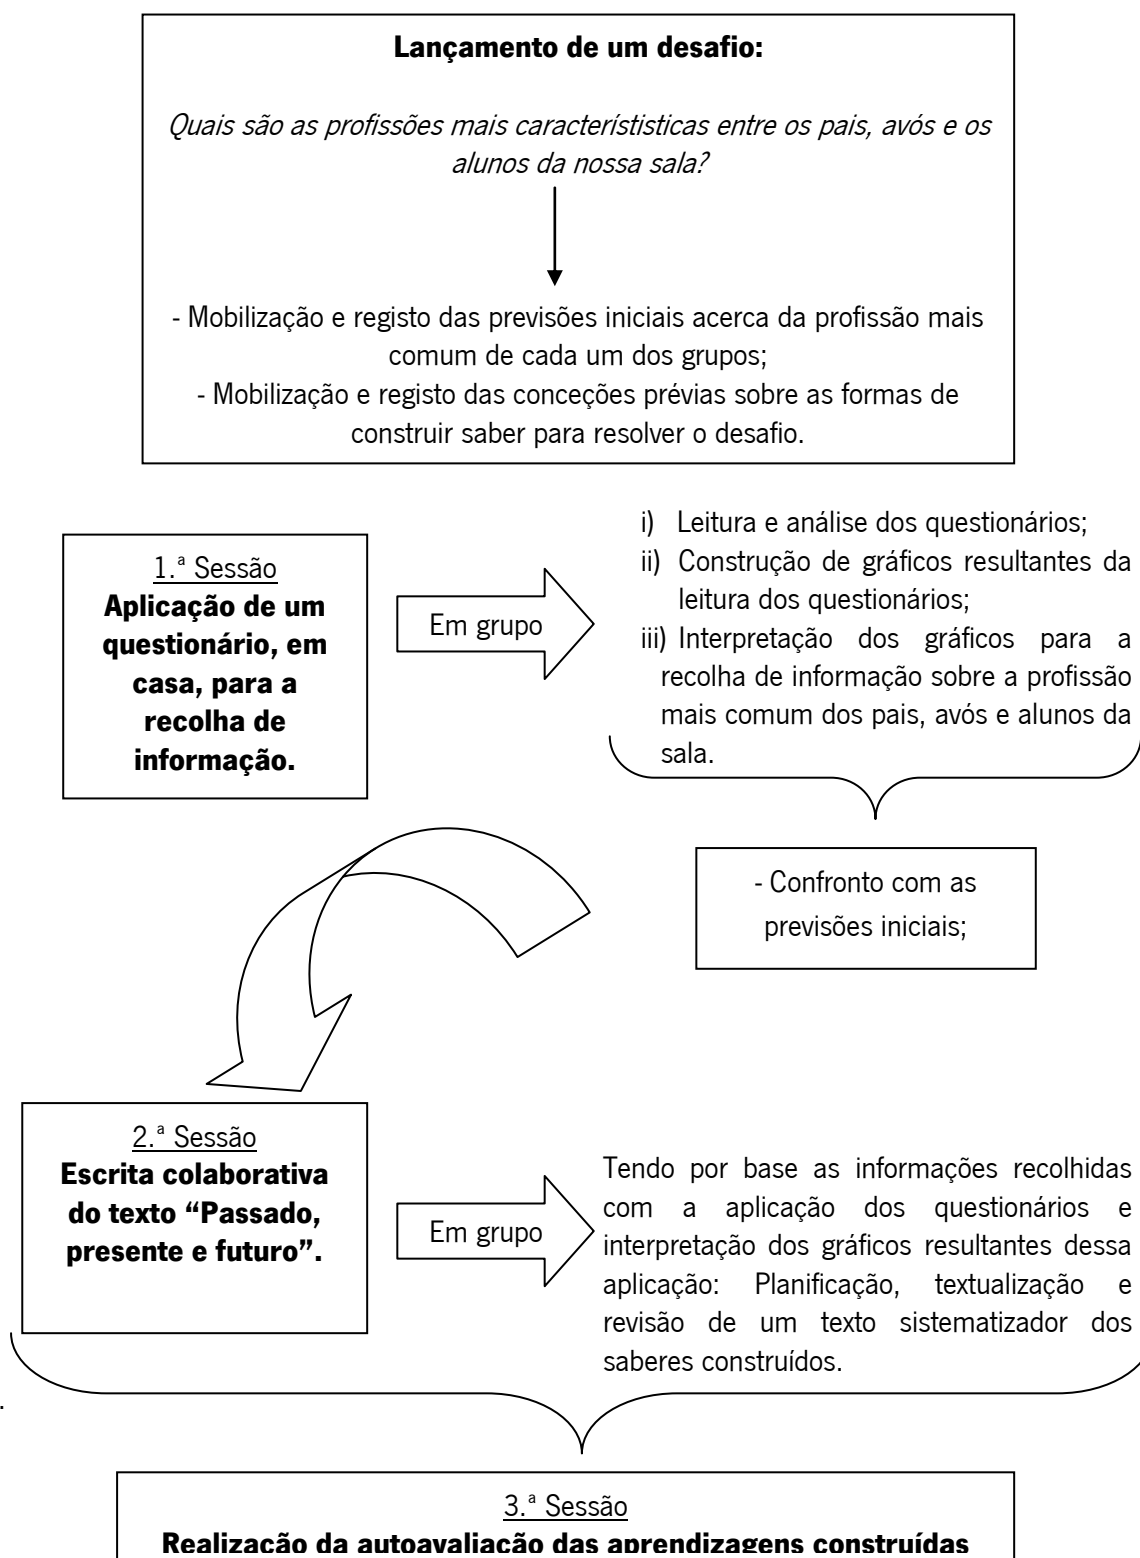 Lançamento de um desafio:
Quais são as profissões mais característisticas entre os pais, avós e os
alunos da nossa sala?
- Mobilização e registo das previsões iniciais acerca da profissão mais
comum de cada um dos grupos;
- Mobilização e registo das conceções prévias sobre as formas de
construir saber para resolver o desafio.
1.ª Sessão
Aplicação de um
questionário, em
casa, para a
recolha de
informação.
Em grupo
i) Leitura e análise dos questionários;
ii) Construção de gráficos resultantes da
leitura dos questionários;
iii) Interpretação dos gráficos para a
recolha de informação sobre a profissão
mais comum dos pais, avós e alunos da
sala.
- Confronto com as
previsões iniciais;
2.ª Sessão
Escrita colaborativa
do texto “Passado,
presente e futuro”.
Em grupo
Tendo por base as informações recolhidas
com a aplicação dos questionários e
interpretação dos gráficos resultantes dessa
aplicação: Planificação, textualização e
revisão de um texto sistematizador dos
saberes construídos.
.
3.ª Sessão
Realização da autoavaliação das aprendizagens construídas